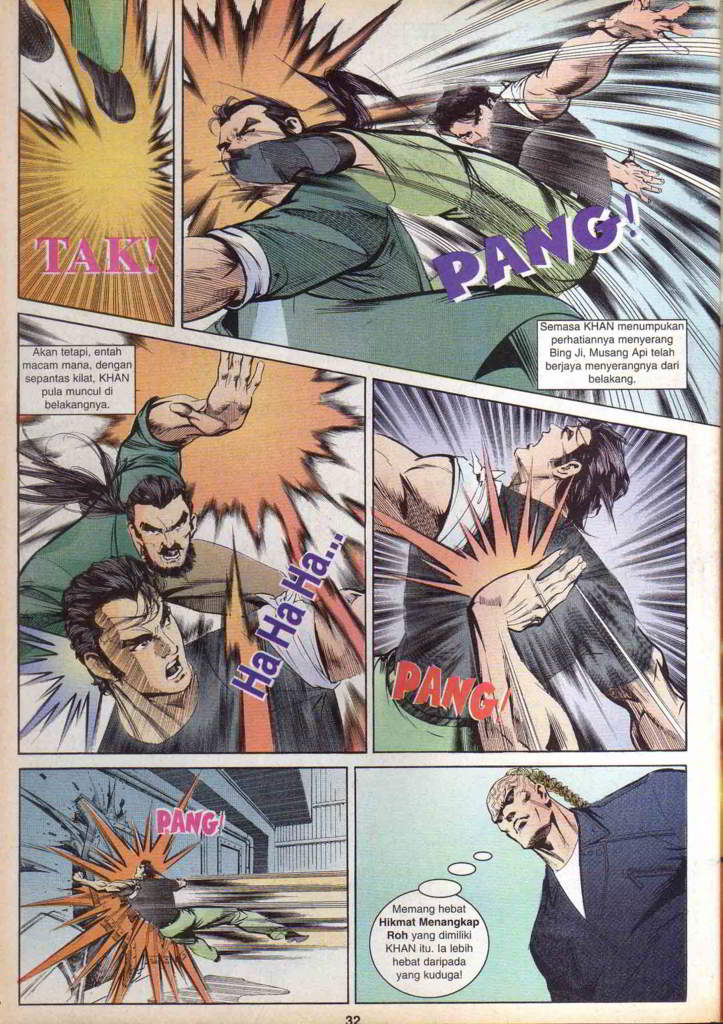 TAK!
PANG!
Semasa KHAN menumpukan
perhatiannya menyerang
Bing Ji, Musang Api telah
berjaya menyerangnya dari
belakang.
Akan tetapi, entah
macam mana, dengan
sepantas kilat, KHAN
pula muncul di
belakangnya.
Ha Ha Ha Ha...
PANG!
PANG!
Memang hebat
Hikmat Menangkap
Roh yang dimiliki
KHAN itu. Ia lebih
hebat daripada
yang kuduga!
32